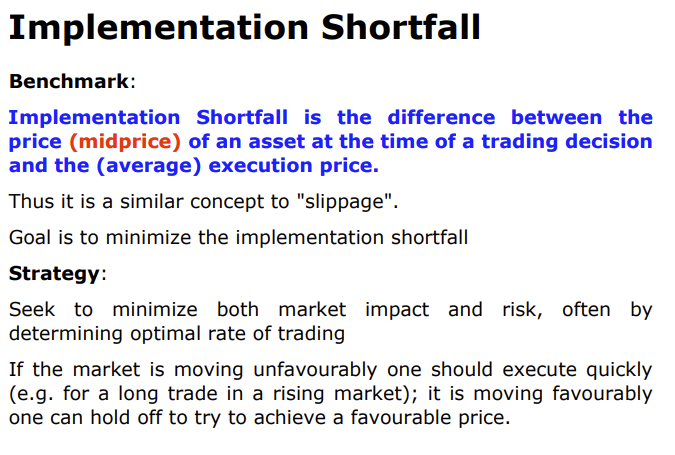 Implementation Shortfall
Benchmark:
Implementation Shortfall is the difference between the
price (midprice) of an asset at the time of a trading decision
and the (average) execution price.
Thus it is a similar concept to "slippage".
Goal is to minimize the implementation shortfall
Strategy:
Seek to minimize both market impact and risk, often by
determining optimal rate of trading
If the market is moving unfavourably one should execute quickly
(e.g. for a long trade in a rising market); it is moving favourably
one can hold off to try to achieve a favourable price.